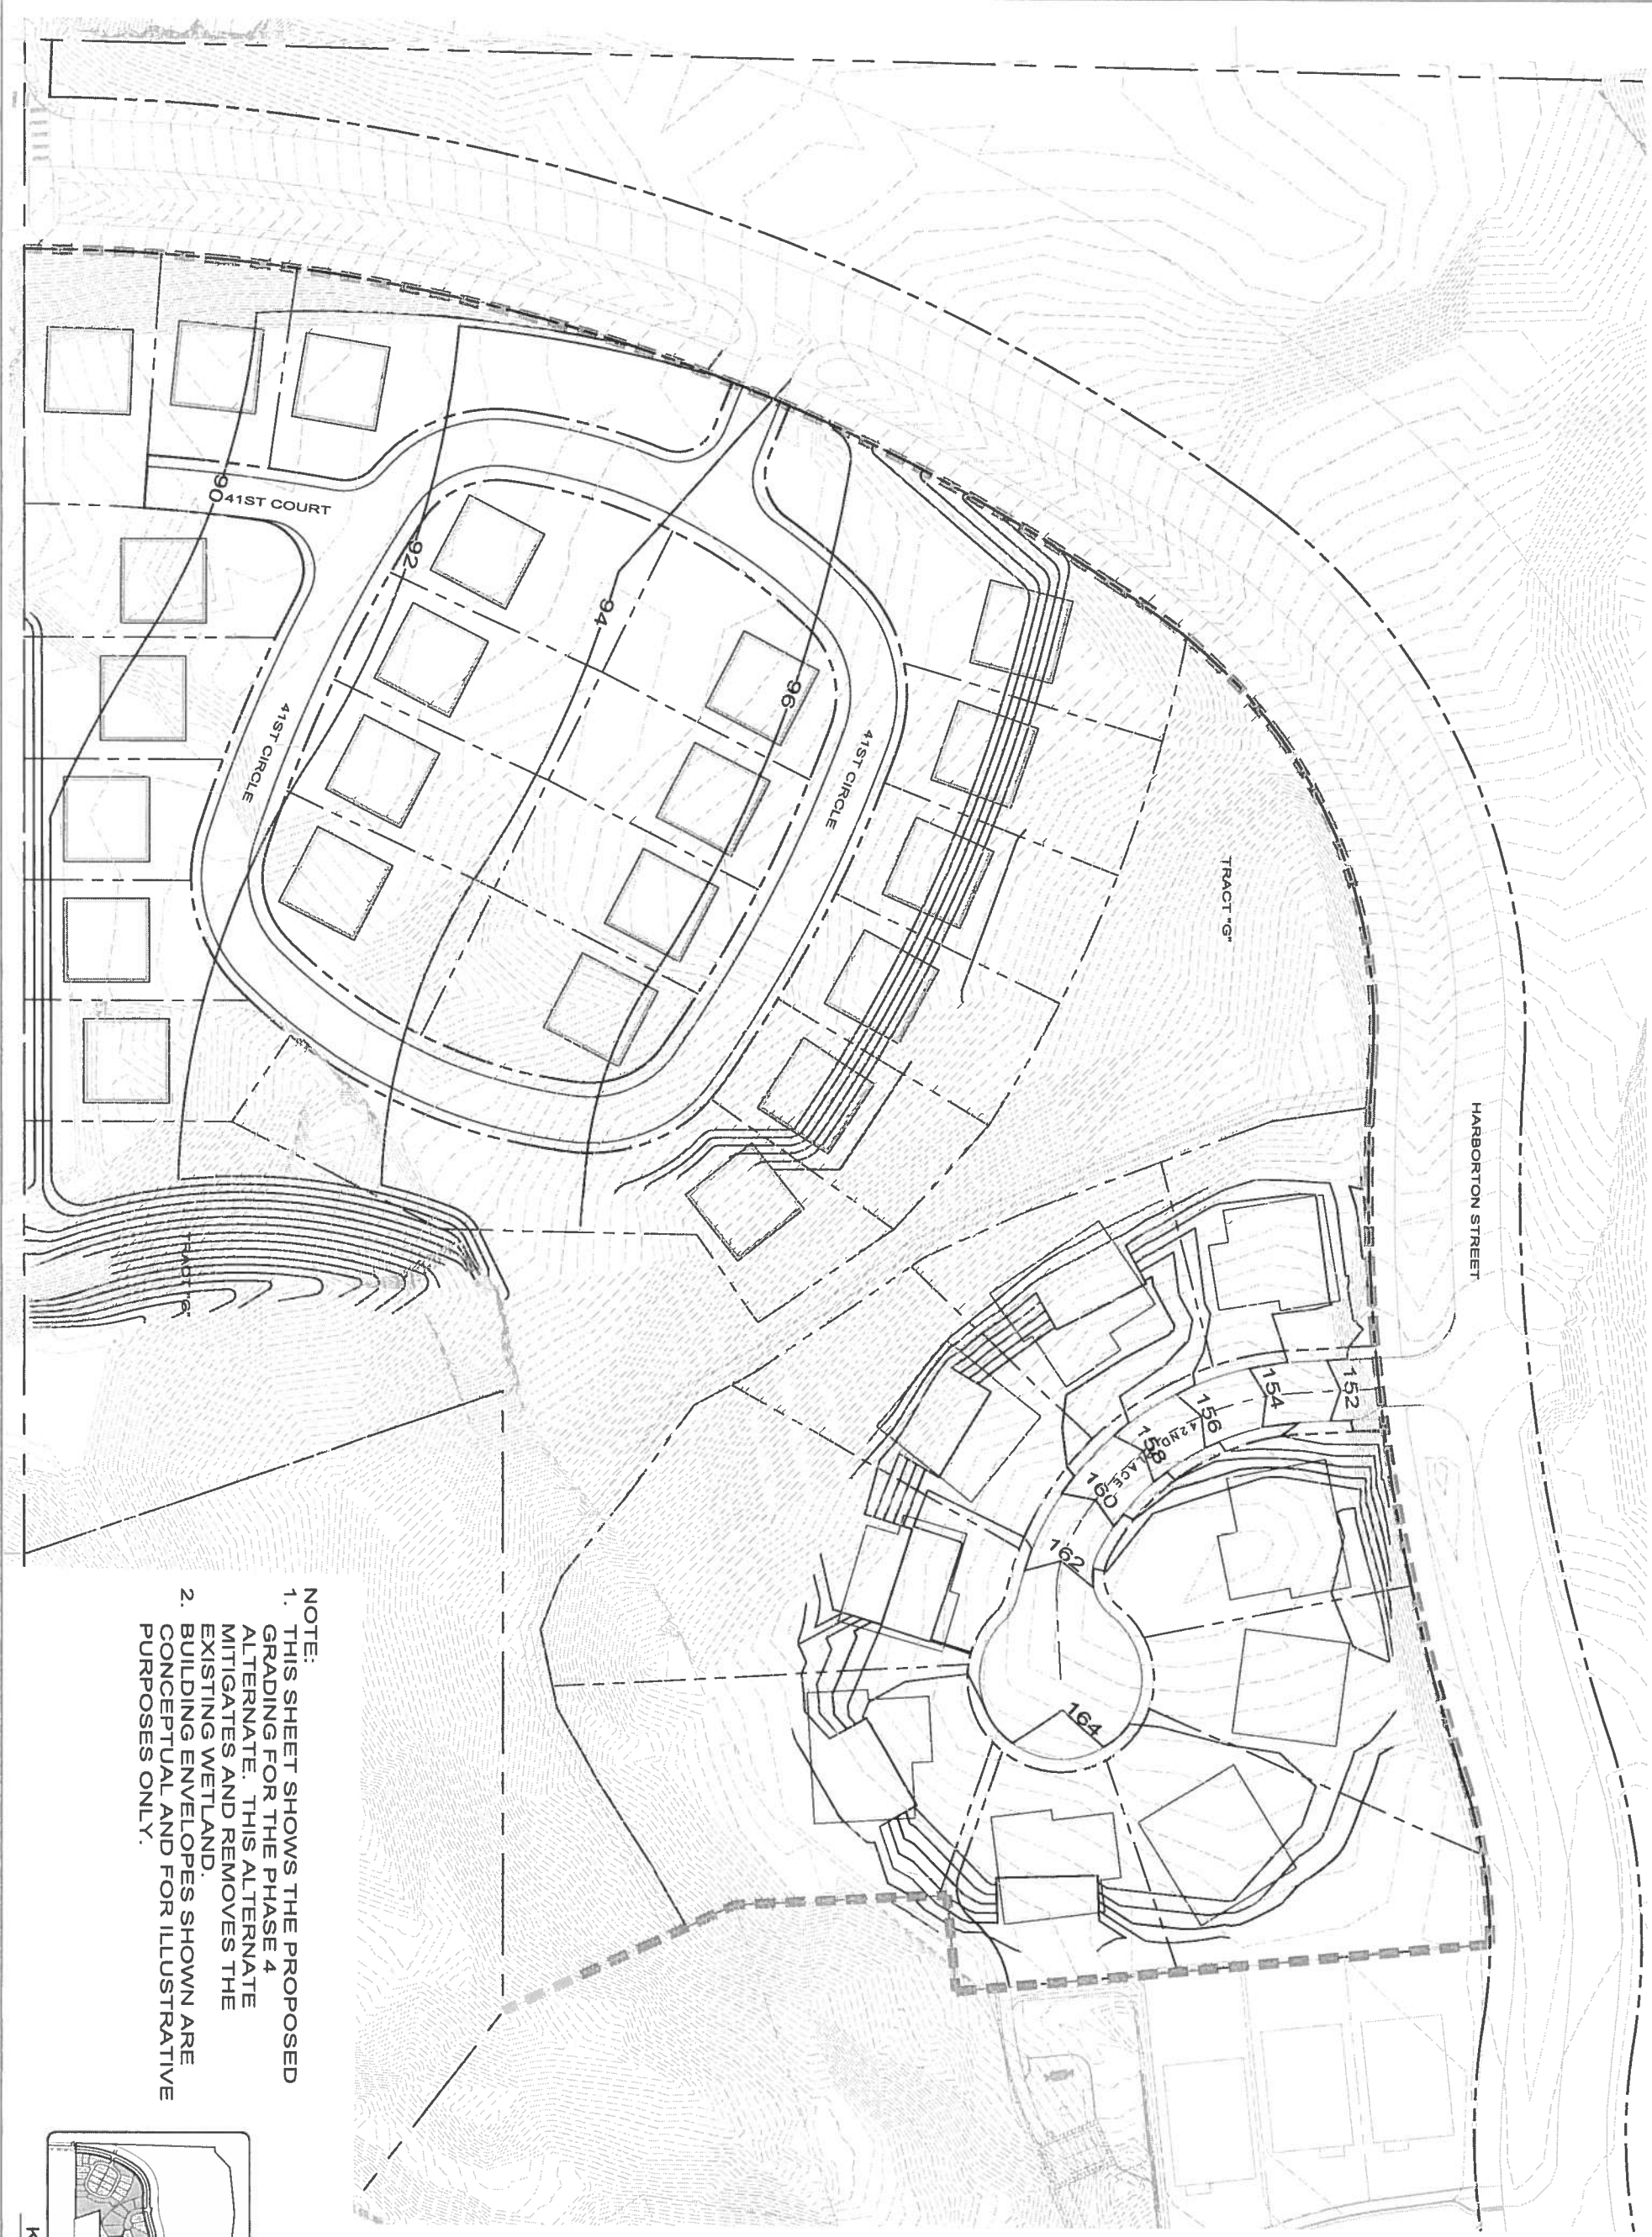 HARBORTON STREET
TRACT "G"
41ST CIRCLE
41ST CIRCLE
41ST COURT
90
92
94
96
152
154
156
158
160
162
164
42ND PLACE
TRACT "G"
NOTE:
1. THIS SHEET SHOWS THE PROPOSED
GRADING FOR THE PHASE 4
ALTERNATE. THIS ALTERNATE
MITIGATES AND REMOVES THE
EXISTING WETLAND.
2. BUILDING ENVELOPES SHOWN ARE
CONCEPTUAL AND FOR ILLUSTRATIVE
PURPOSES ONLY.
K